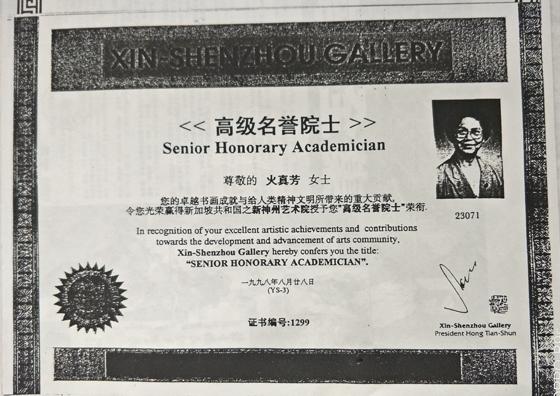 XIN-SHENZHOU GALLERY
<< 高级名誉院士 >>
Senior Honorary Academician
尊敬的 火真芳 女士
您的卓越书画成就与给人类精神文明所带来的重大贡献,
令您光荣赢得新加坡共和国之新神州艺术院授予您"高级名誉院士"荣衔.
23071
In recognition of your excellent artistic achievements and contributions
towards the development and advancement of arts community,
Xin-Shenzhou Gallery hereby confers you the title:
“SENIOR HONORARY ACADEMICIAN”.
一九九八年八月廿八日
(YS-3)
证书编号:1299
Xin-Shenzhou Gallery
President Hong Tian-Shun